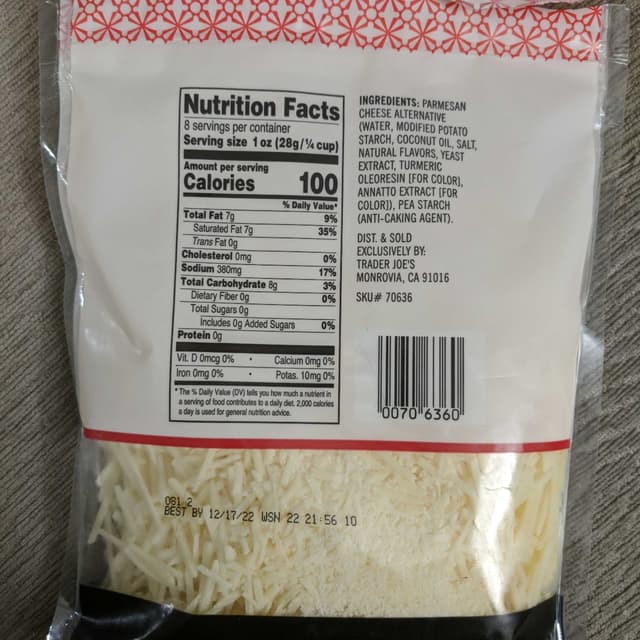 Nutrition Facts
8 servings per container
Serving size 1 oz (28g/¼ cup)
Amount per serving
Calories 100
% Daily Value*
Total Fat 7g 9%
Saturated Fat 7g 35%
Trans Fat 0g
Cholesterol 0mg 0%
Sodium 380mg 17%
Total Carbohydrate 8g 3%
Dietary Fiber 0g 0%
Total Sugars 0g
Includes 0g Added Sugars 0%
Protein 0g
Vit. D 0mcg 0% • Calcium 0mg 0%
Iron 0mg 0% • Potas. 10mg 0%
* The % Daily Value (DV) tells you how much a nutrient in
a serving of food contributes to a daily diet. 2,000 calories
a day is used for general nutrition advice.
INGREDIENTS: PARMESAN
CHEESE ALTERNATIVE
(WATER, MODIFIED POTATO
STARCH, COCONUT OIL, SALT,
NATURAL FLAVORS, YEAST
EXTRACT, TURMERIC
OLEORESIN [FOR COLOR],
ANNATTO EXTRACT [FOR
COLOR]), PEA STARCH
(ANTI-CAKING AGENT).
DIST. & SOLD
EXCLUSIVELY BY:
TRADER JOE'S
MONROVIA, CA 91016
SKU# 70636
0070 6360
OB1 2
BEST BY 12/17/22 WSN 22 21:56 10